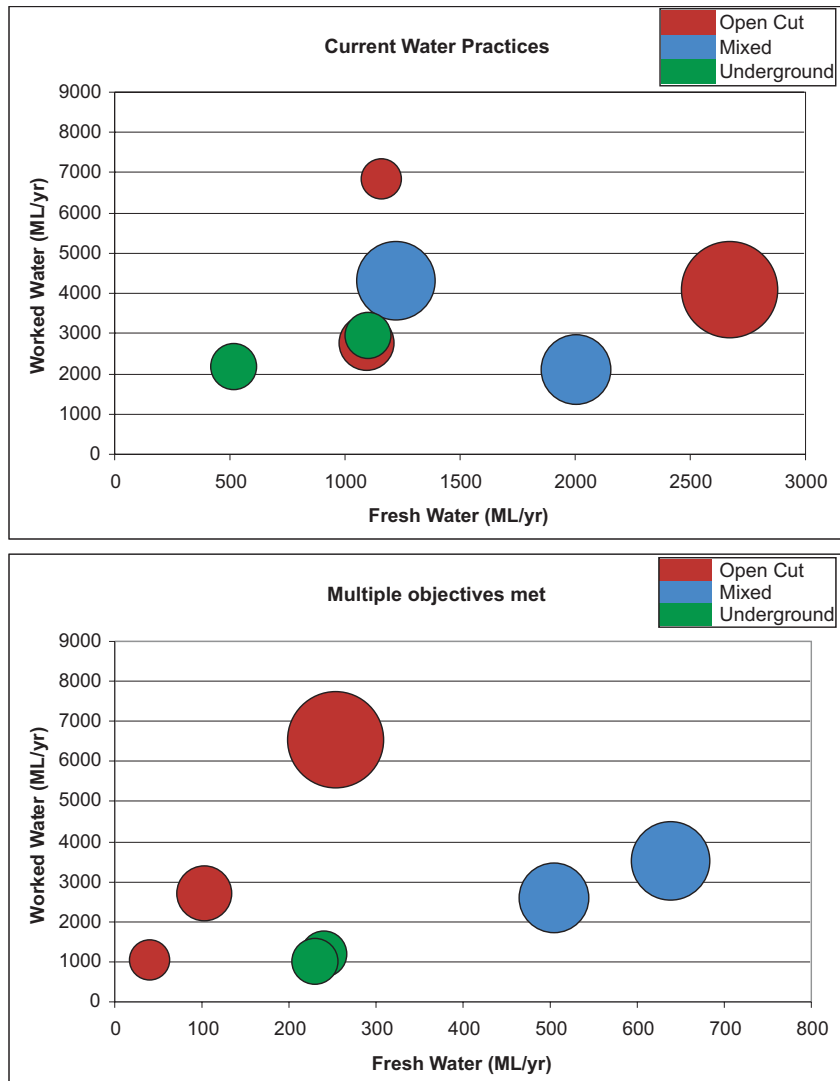 Current Water Practices
Open Cut
Mixed
Underground
Worked Water (ML/yr)
9000
8000
7000
6000
5000
4000
3000
2000
1000
0
0 500 1000 1500 2000 2500 3000
Fresh Water (ML/yr)
Multiple objectives met
Open Cut
Mixed
Underground
Worked Water (ML/yr)
9000
8000
7000
6000
5000
4000
3000
2000
1000
0
0 100 200 300 400 500 600 700 800
Fresh Water (ML/yr)